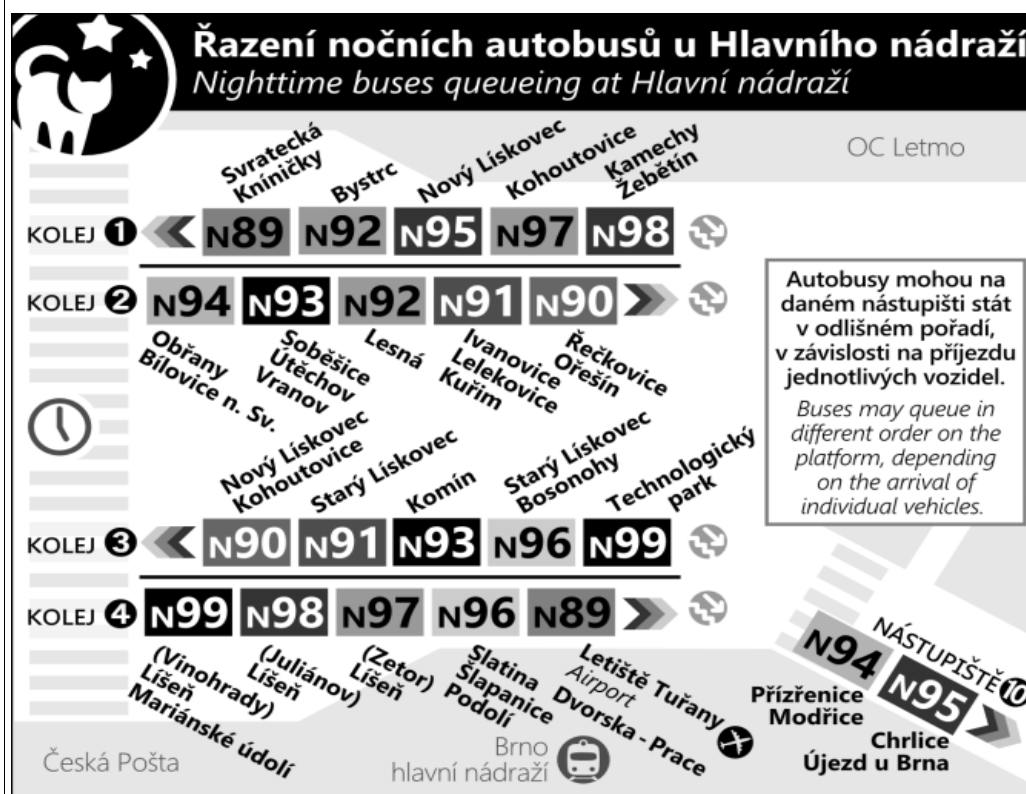 Řazení nočních autobusů u Hlavního nádraží
Nighttime buses queueing at Hlavní nádraží
OC Letmo
Svratecká
Kníničky
Bystrc
Nový Lískovec
Kohoutovice
Kamechy
Žebětín
KOLEJ 1 N89 N92 N95 N97 N98
KOLEJ 2 N94 N93 N92 N91 N90
Obřany
Bílovice n. Sv.
Soběšice
Útěchov
Vranov
Lesná
Ivanovice
Lelekovice
Kuřim
Řečkovice
Ořešín
Autobusy mohou na
daném nástupišti stát
v odlišném pořadí,
v závislosti na příjezdu
jednotlivých vozidel.
Buses may queue in
different order on the
platform, depending
on the arrival of
individual vehicles.
Nový Lískovec
Kohoutovice
Starý Lískovec
Komín
Starý Lískovec
Bosonohy
Technologický
park
KOLEJ 3 N90 N91 N93 N96 N99
KOLEJ 4 N99 N98 N97 N96 N89
(Vinohrady)
Líšeň
Mariánské údolí
(Juliánov)
Líšeň
(Zetor)
Líšeň
Slatina
Šlapanice
Podolí
Letiště Tuřany
Airport
Dvorska - Prace
NÁSTUPIŠTĚ 10
N94 N95
Přízřenice
Modřice
Chrlice
Újezd u Brna
Česká Pošta
Brno
hlavní nádraží